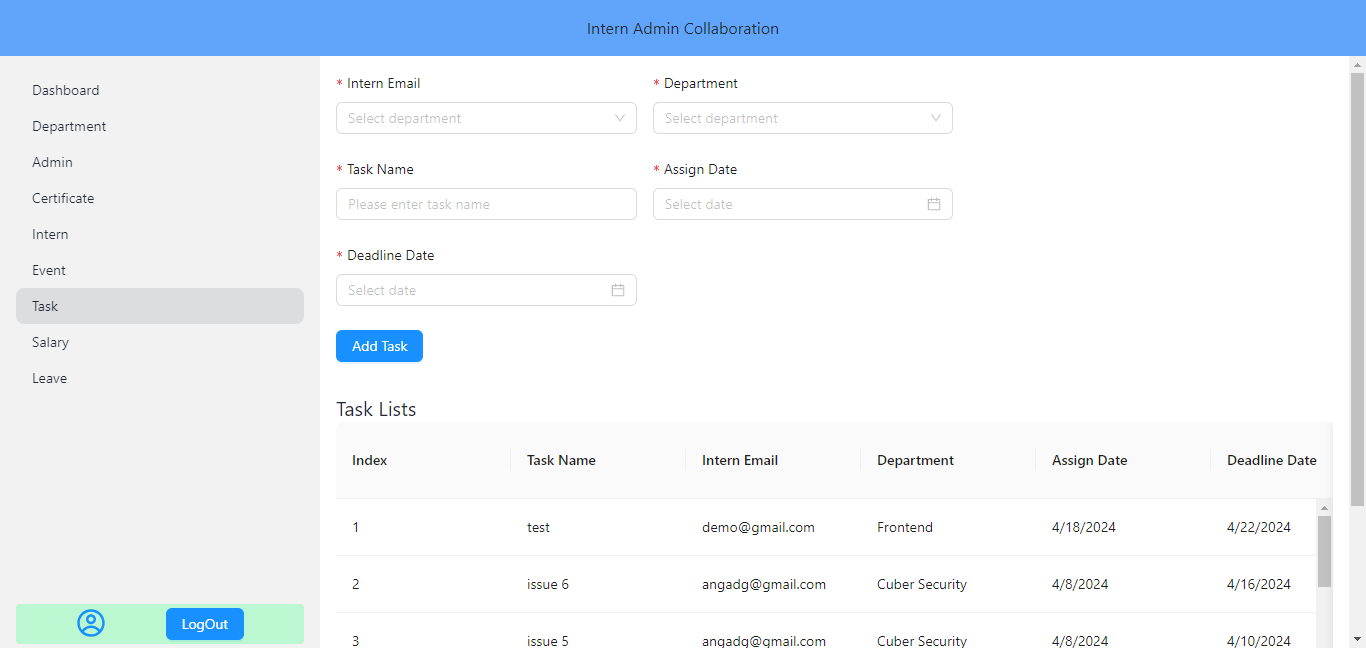 Intern Admin Collaboration
Dashboard
Department
Admin
Certificate
Intern
Event
Task
Salary
Leave
LogOut
* Intern Email
* Department
Select department
Select department
* Task Name
* Assign Date
Please enter task name
Select date
* Deadline Date
Select date
Add Task
Task Lists
Index Task Name Intern Email Department Assign Date Deadline Date
1 test demo@gmail.com Frontend 4/18/2024 4/22/2024
2 issue 6 angadg@gmail.com Cuber Security 4/8/2024 4/16/2024
3 issue 5 angadg@gmail.com Cuber Security 4/8/2024 4/10/2024